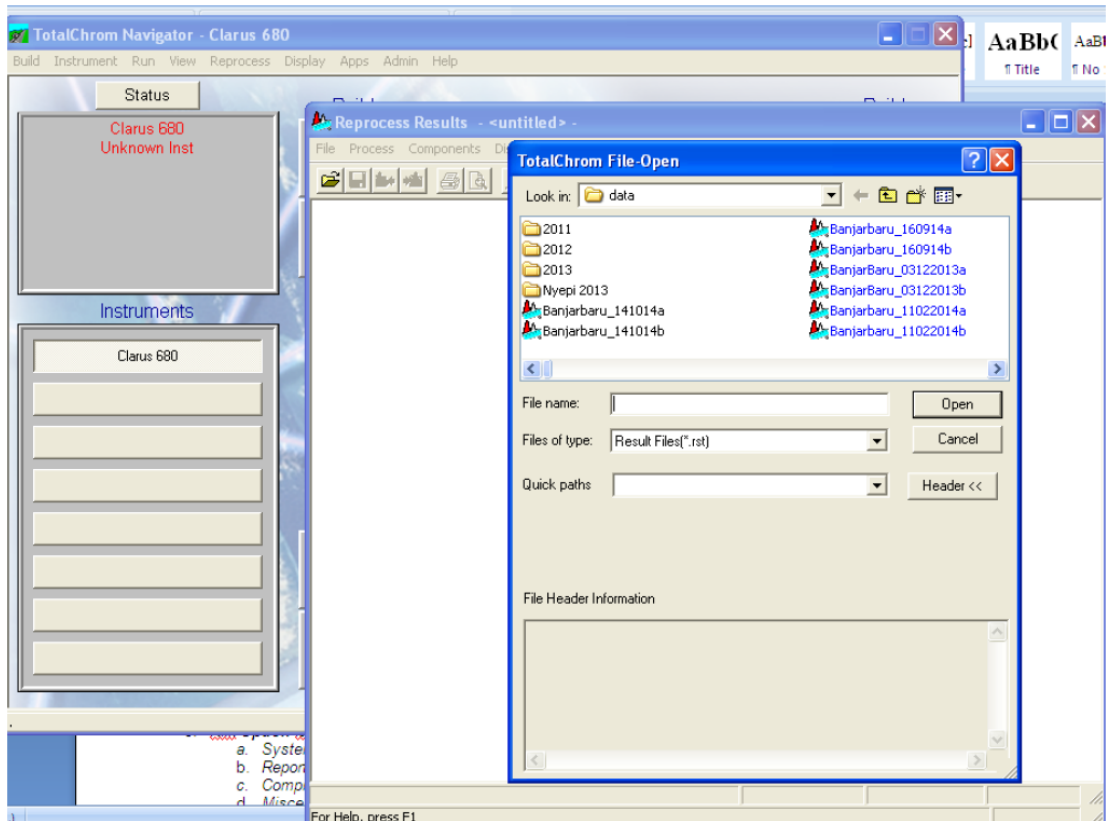 AaBb( AaBl
¶ Title ¶ No
TotalChrom Navigator - Clarus 680
Build Instrument Run View Reprocess Display Apps Admin Help
Status
Clarus 680
Unknown Inst
Instruments
Clarus 680
Reprocess Results - <untitled> -
File Process Components
TotalChrom File-Open
Look in: data
2011
2012
2013
Nyepi 2013
Banjarbaru_141014a
Banjarbaru_141014b
Banjarbaru_160914a
Banjarbaru_160914b
BanjarBaru_03122013a
BanjarBaru_03122013b
Banjarbaru_11022014a
Banjarbaru_11022014b
File name:
Open
Files of type: Result Files(*.rst)
Cancel
Quick paths
Header <<
File Header Information
a. Syste
b. Repor
c. Comp
d. Misce
For Help, press F1